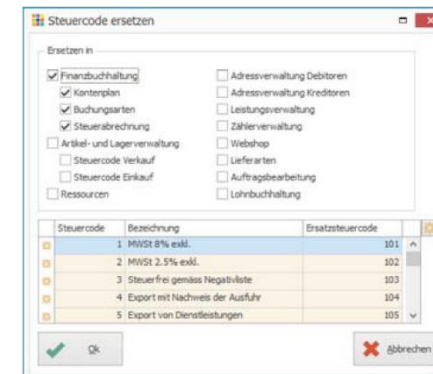 Steuercode ersetzen
Ersetzen in
Finanzbuchhaltung
Kontenplan
Buchungsarten
Steuerabrechnung
Artikel- und Lagerverwaltung
Steuercode Verkauf
Steuercode Einkauf
Ressourcen
Adressverwaltung Debitoren
Adressverwaltung Kreditoren
Leistungsverwaltung
Zählerverwaltung
Webshop
Lieferarten
Auftragsbearbeitung
Lohnbuchhaltung
Steuercode Bezeichnung Ersatzsteuercode
1 MWSt 8% exkl. 101
2 MWSt 2.5% exkl. 102
3 Steuerfrei gemäss Negativliste 103
4 Export mit Nachweis der Ausfuhr 104
5 Export von Dienstleistungen 105
Ok Abbrechen